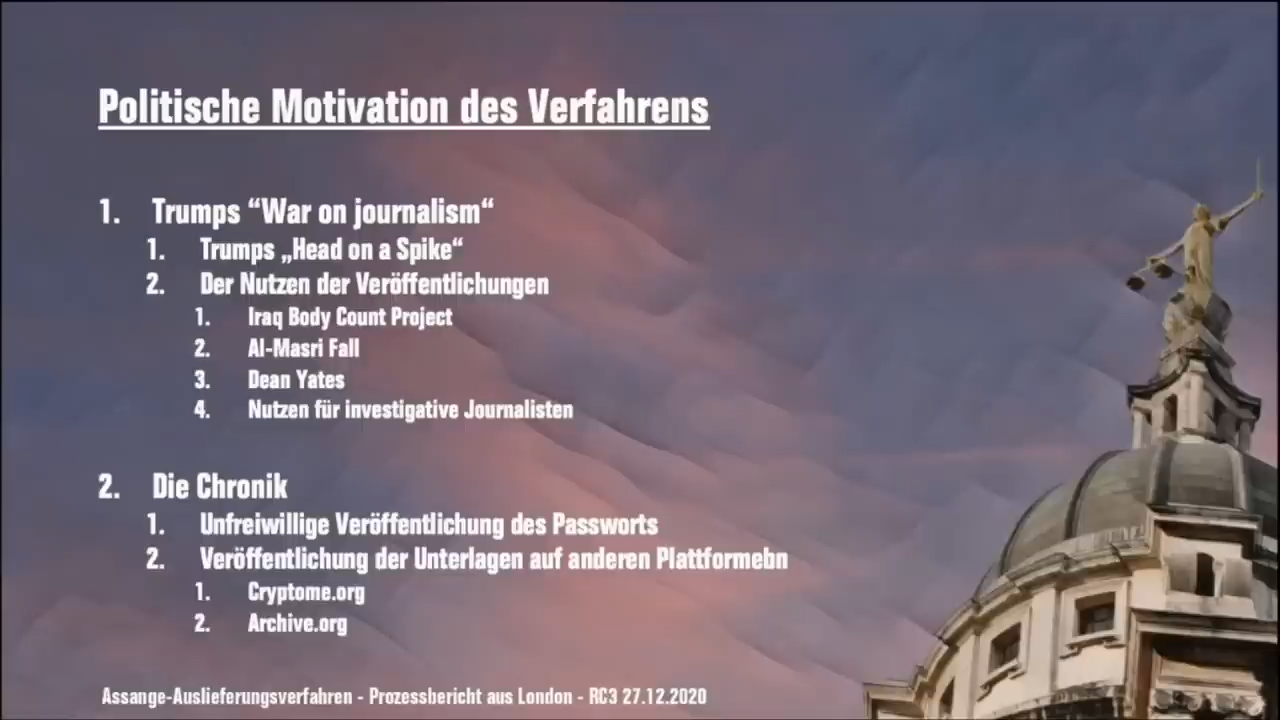 Politische Motivation des Verfahrens
1. Trumps “War on journalism“
1. Trumps „Head on a Spike“
2. Der Nutzen der Veröffentlichungen
1. Iraq Body Count Project
2. Al-Masri Fall
3. Dean Yates
4. Nutzen für investigative Journalisten
2. Die Chronik
1. Unfreiwillige Veröffentlichung des Passworts
2. Veröffentlichung der Unterlagen auf anderen Plattformebn
1. Cryptome.org
2. Archive.org
Assange-Auslieferungsverfahren - Prozessbericht aus London - RC3 27.12.2020